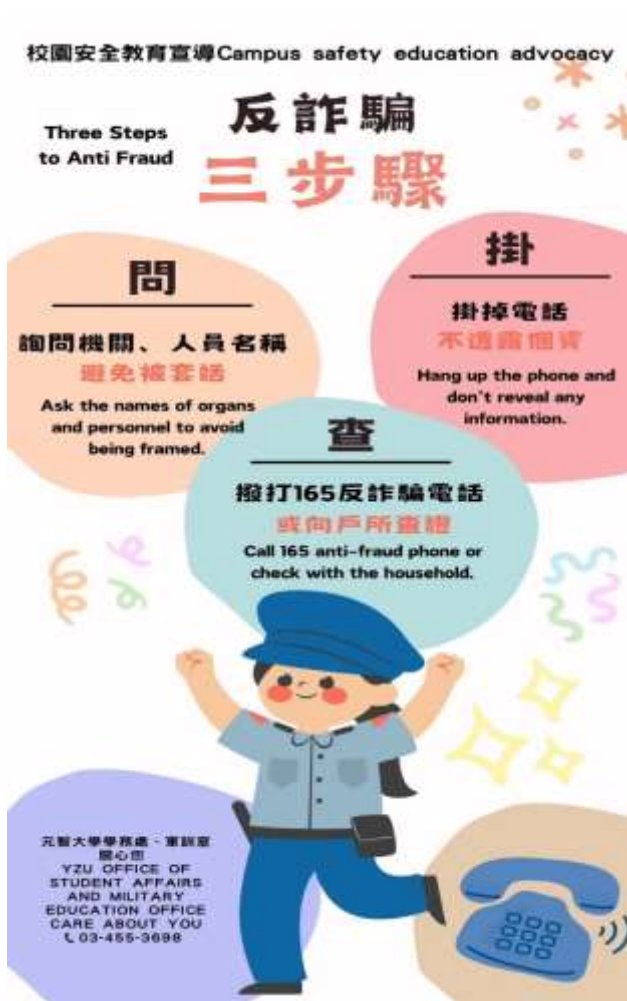 校園安全教育宣導Campus safety education advocacy
Three Steps
to Anti Fraud
反詐騙
三步驟
問
詢問機關、人員名稱
避免被套話
Ask the names of organs
and personnel to avoid
being framed.
掛
掛掉電話
不透露個資
Hang up the phone and
don't reveal any
information.
查
撥打165反詐騙電話
或向戶所查證
Call 165 anti-fraud phone or
check with the household.
元智大學學務處、軍訓室
關心您
YZU OFFICE OF
STUDENT AFFAIRS
AND MILITARY
EDUCATION OFFICE
CARE ABOUT YOU
03-455-3698